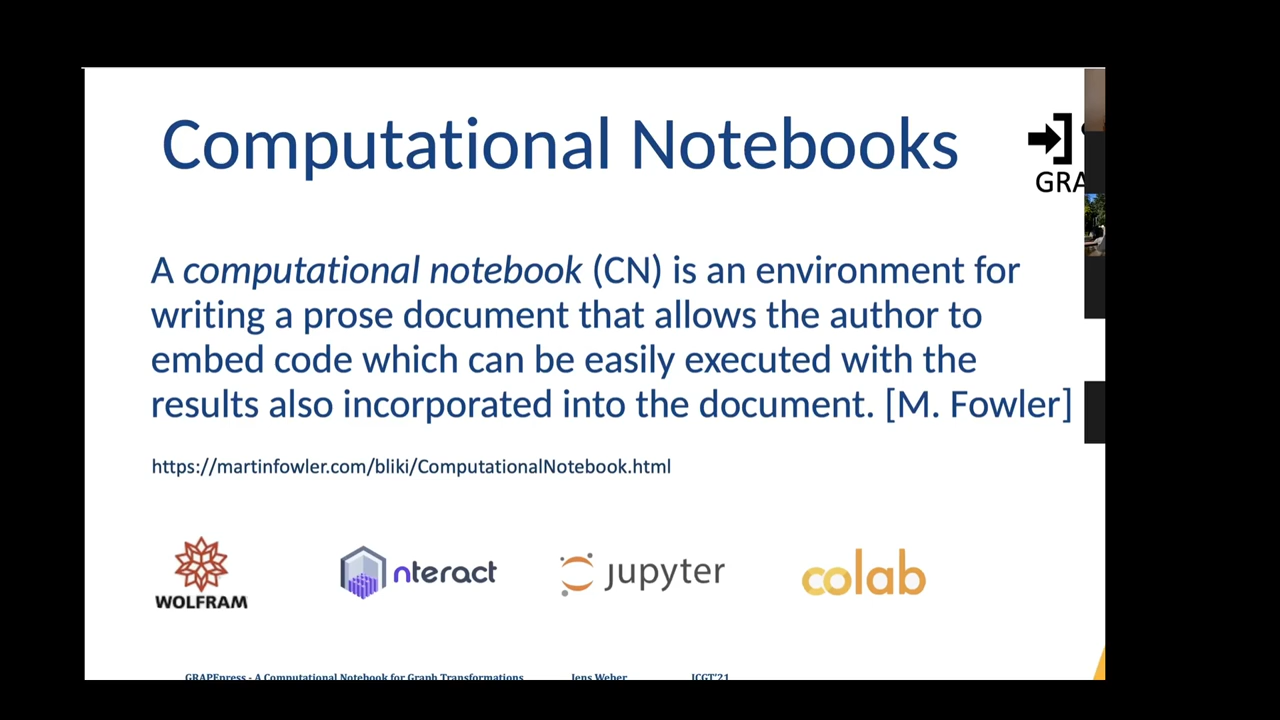 Computational Notebooks
GRA
A computational notebook (CN) is an environment for
writing a prose document that allows the author to
embed code which can be easily executed with the
results also incorporated into the document. [M. Fowler]
https://martinfowler.com/bliki/ComputationalNotebook.html
WOLFRAM
nteract
jupyter
colab
GRAPEpress - A Computational Notebook for Graph Transformations Jens Weber ICGT'21